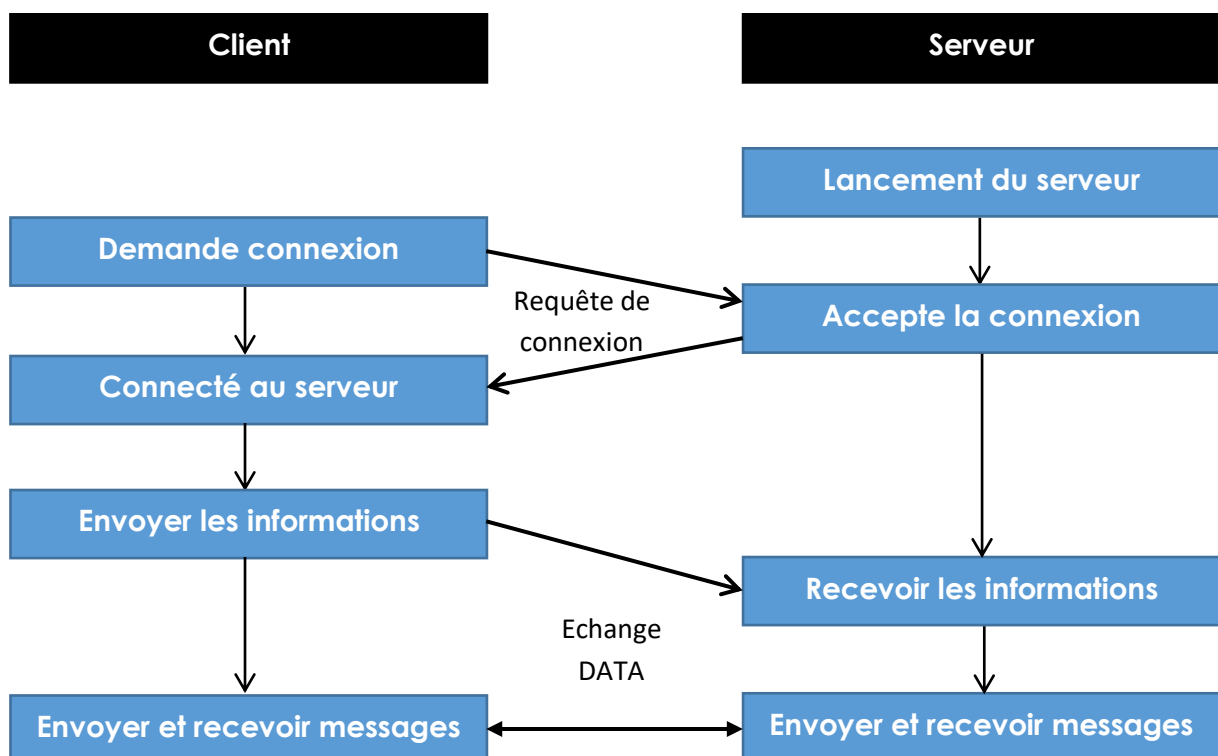 Client
Serveur
Lancement du serveur
Demande connexion
Requête de
connexion
Accepte la connexion
Connecté au serveur
Envoyer les informations
Recevoir les informations
Echange
DATA
Envoyer et recevoir messages
Envoyer et recevoir messages